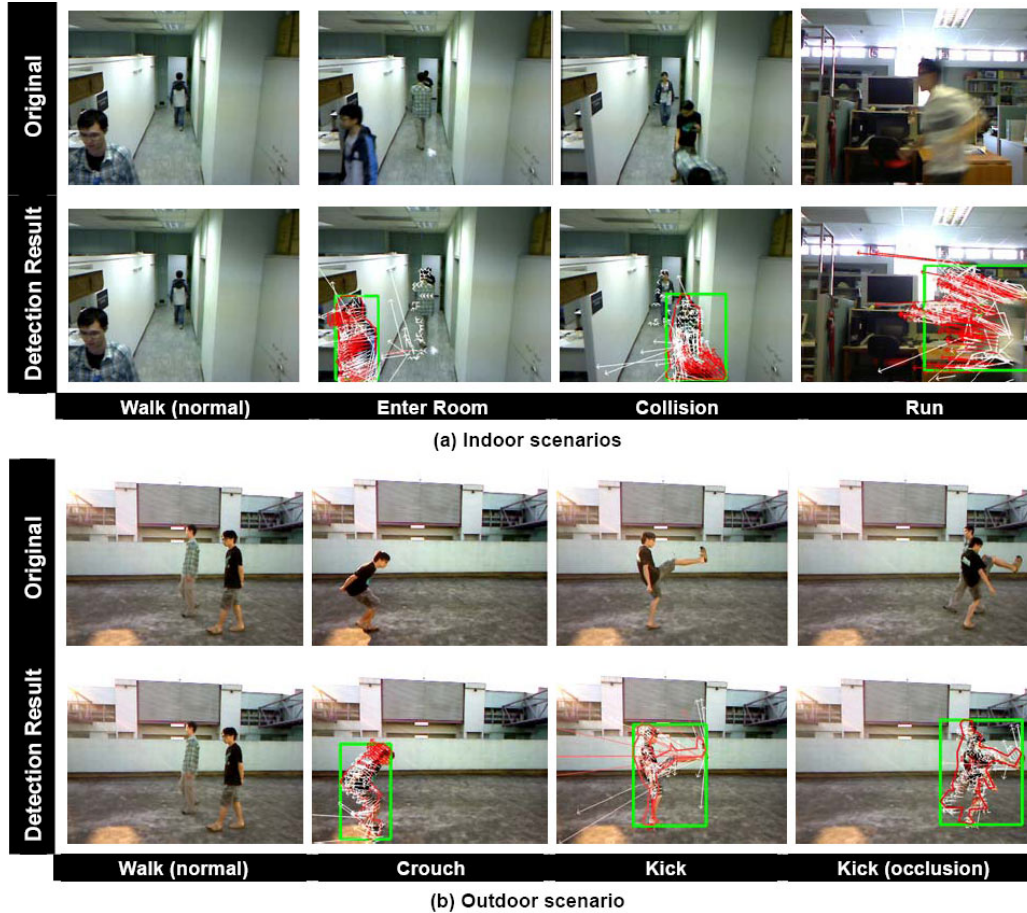 Original
Detection Result
Walk (normal)
Enter Room
Collision
Run
(a) Indoor scenarios
Original
Detection Result
Walk (normal)
Crouch
Kick
Kick (occlusion)
(b) Outdoor scenario